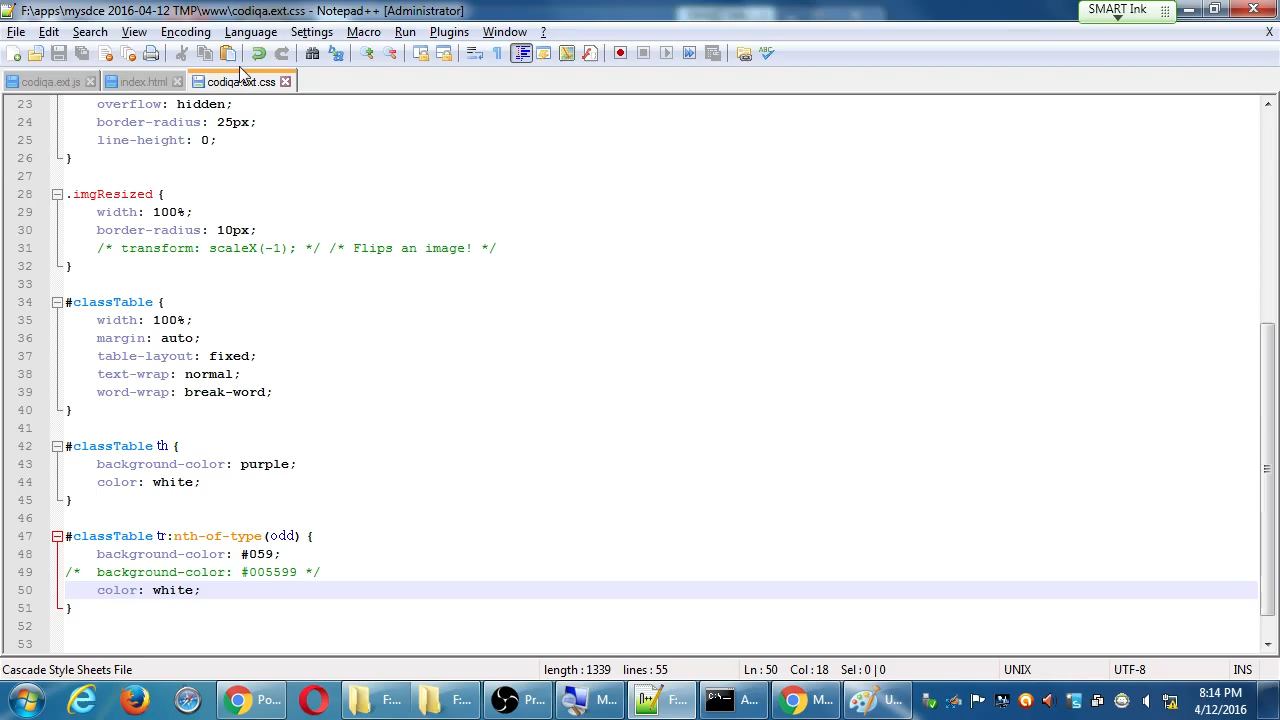 F:\apps\mysdce 2016-04-12 TMP\www\codiqa.ext.css - Notepad++ [Administrator]
SMART Ink
File Edit Search View Encoding Language Settings Macro Run Plugins Window ? X
codiqa.ext.js index.html codiqa.ext.css
23 overflow: hidden;
24 border-radius: 25px;
25 line-height: 0;
26 }
27
28 .imgResized {
29 width: 100%;
30 border-radius: 10px;
31 /* transform: scaleX(-1); */ /* Flips an image! */
32 }
33
34 #classTable {
35 width: 100%;
36 margin: auto;
37 table-layout: fixed;
38 text-wrap: normal;
39 word-wrap: break-word;
40 }
41
42 #classTable th {
43 background-color: purple;
44 color: white;
45 }
46
47 #classTable tr:nth-of-type(odd) {
48 background-color: #059;
49 /* background-color: #005599 */
50 color: white;
51 }
52
53
Cascade Style Sheets File length : 1339 lines : 55 Ln : 50 Col : 18 Sel : 0 | 0 UNIX UTF-8 INS
Po... F:... F:... Pr... M... F:... A... M... U...
8:14 PM
4/12/2016